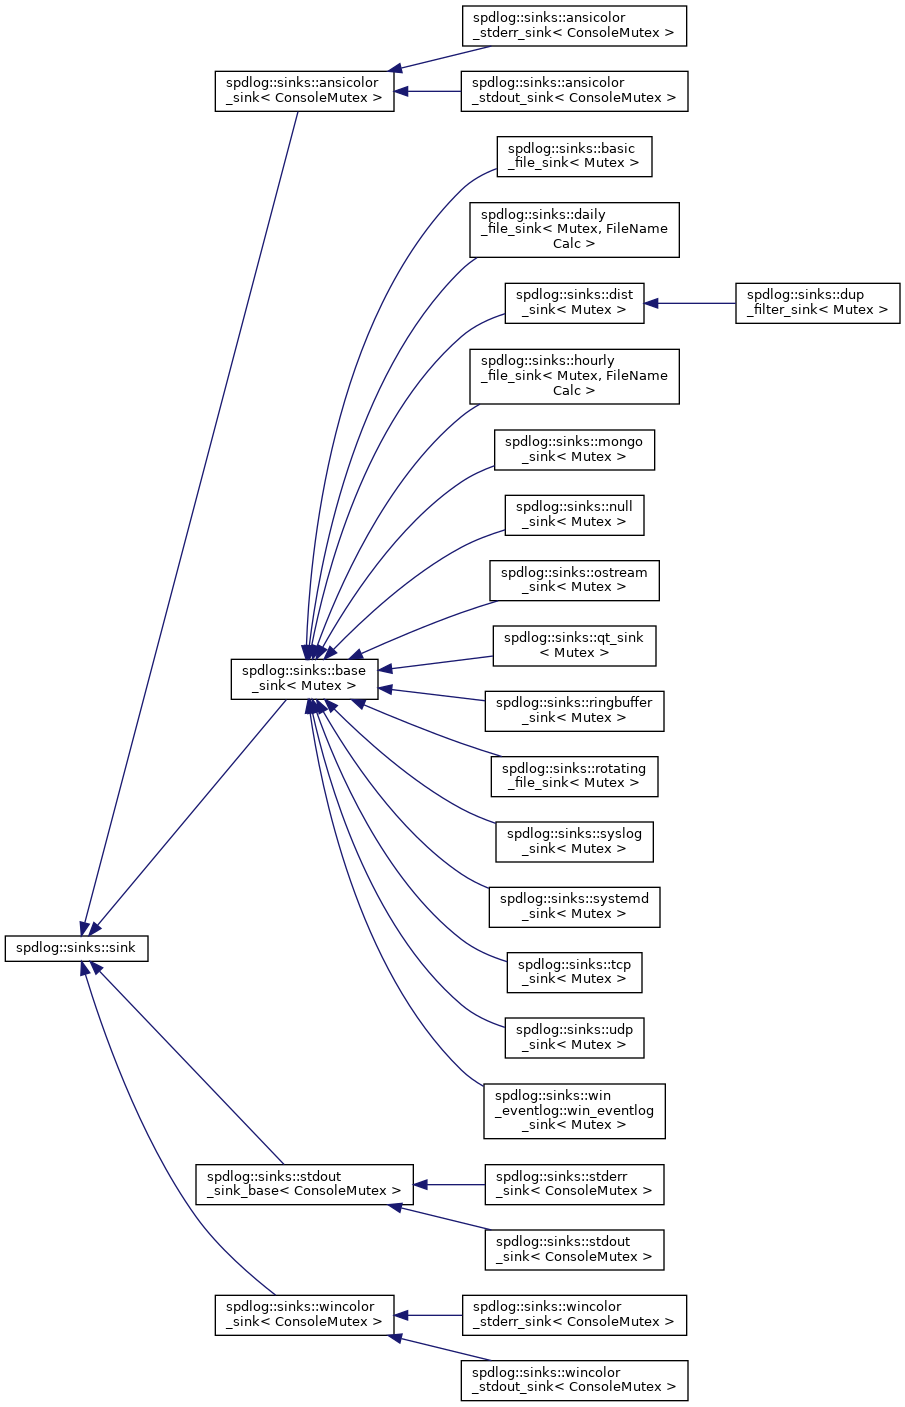 spdlog::sinks::ansicolor
_stderr_sink< ConsoleMutex >
spdlog::sinks::ansicolor
_sink< ConsoleMutex >
spdlog::sinks::ansicolor
_stdout_sink< ConsoleMutex >
spdlog::sinks::basic
_file_sink< Mutex >
spdlog::sinks::daily
_file_sink< Mutex, FileName
Calc >
spdlog::sinks::dist
_sink< Mutex >
spdlog::sinks::dup
_filter_sink< Mutex >
spdlog::sinks::hourly
_file_sink< Mutex, FileName
Calc >
spdlog::sinks::mongo
_sink< Mutex >
spdlog::sinks::null
_sink< Mutex >
spdlog::sinks::ostream
_sink< Mutex >
spdlog::sinks::qt_sink
< Mutex >
spdlog::sinks::base
_sink< Mutex >
spdlog::sinks::ringbuffer
_sink< Mutex >
spdlog::sinks::rotating
_file_sink< Mutex >
spdlog::sinks::syslog
_sink< Mutex >
spdlog::sinks::systemd
_sink< Mutex >
spdlog::sinks::sink
spdlog::sinks::tcp
_sink< Mutex >
spdlog::sinks::udp
_sink< Mutex >
spdlog::sinks::win
_eventlog::win_eventlog
_sink< Mutex >
spdlog::sinks::stdout
_sink_base< ConsoleMutex >
spdlog::sinks::stderr
_sink< ConsoleMutex >
spdlog::sinks::stdout
_sink< ConsoleMutex >
spdlog::sinks::wincolor
_sink< ConsoleMutex >
spdlog::sinks::wincolor
_stderr_sink< ConsoleMutex >
spdlog::sinks::wincolor
_stdout_sink< ConsoleMutex >